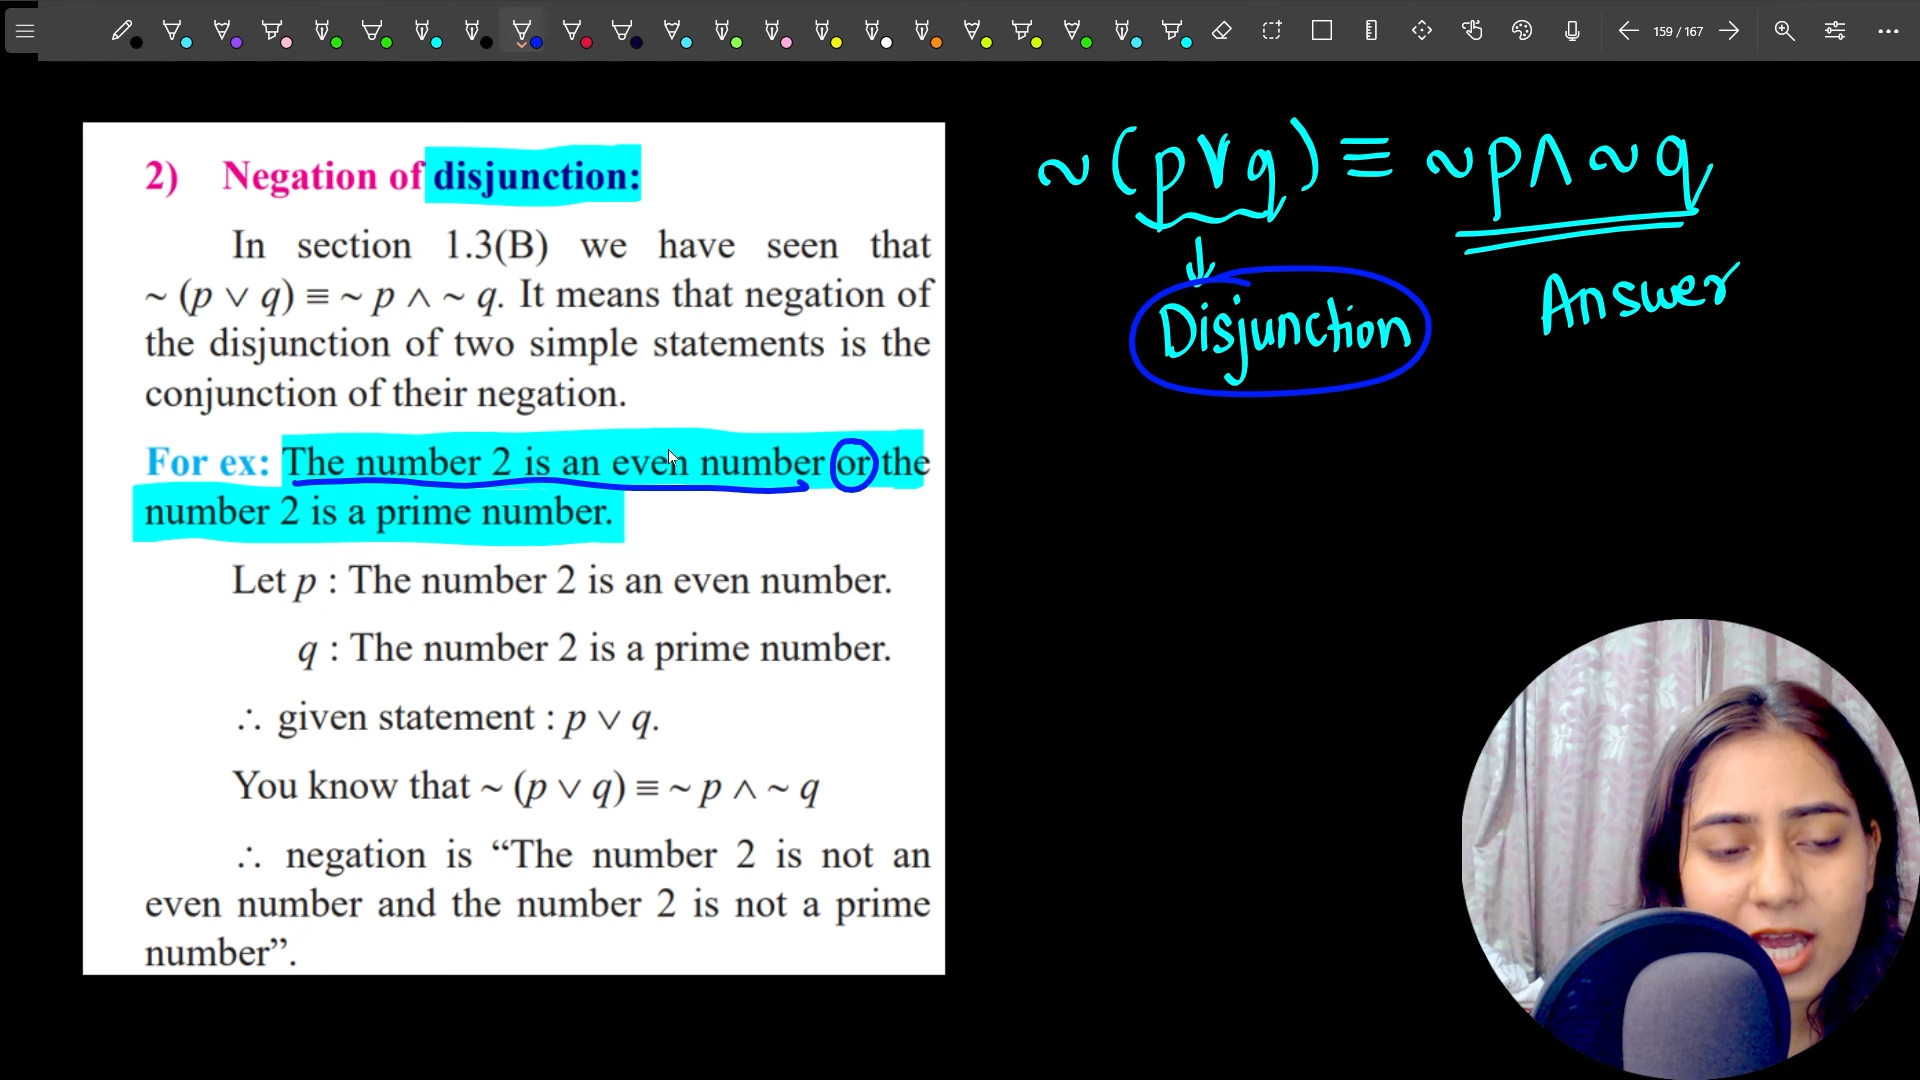 159 / 167
2) Negation of disjunction:
In section 1.3(B) we have seen that
~ (p ∨ q) ≡ ~ p ∧ ~ q. It means that negation of
the disjunction of two simple statements is the
conjunction of their negation.
For ex: The number 2 is an even number or the
number 2 is a prime number.
Let p : The number 2 is an even number.
q : The number 2 is a prime number.
∴ given statement : p ∨ q.
You know that ~ (p ∨ q) ≡ ~ p ∧ ~ q
∴ negation is “The number 2 is not an
even number and the number 2 is not a prime
number”.
~ (p ∨ q) ≡ ~ p ∧ ~ q
Disjunction
Answer